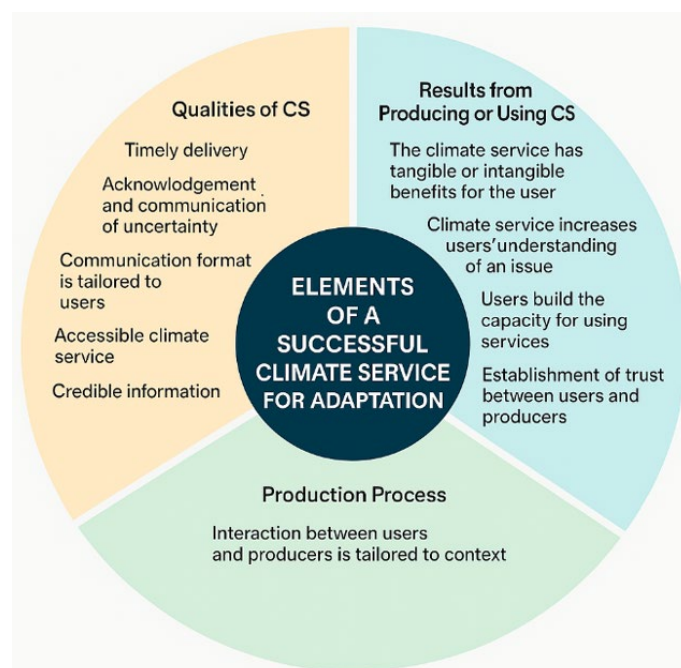 Qualities of CS
Timely delivery
Acknowlodgement
and communication
of uncertainty
Communication format
is tailored to
users
Accessible climate
service
Credible information
Results from
Producing or Using CS
The climate service has
tangible or intangible
benefits for the user
Climate service increases
users'understanding
of an issue
Users build the
capacity for using
services
Establishment of trust
between users and
producers
ELEMENTS
OF A
SUCCESSFUL
CLIMATE SERVICE
FOR ADAPTATION
Production Process
Interaction between users
and producers is tailored to context